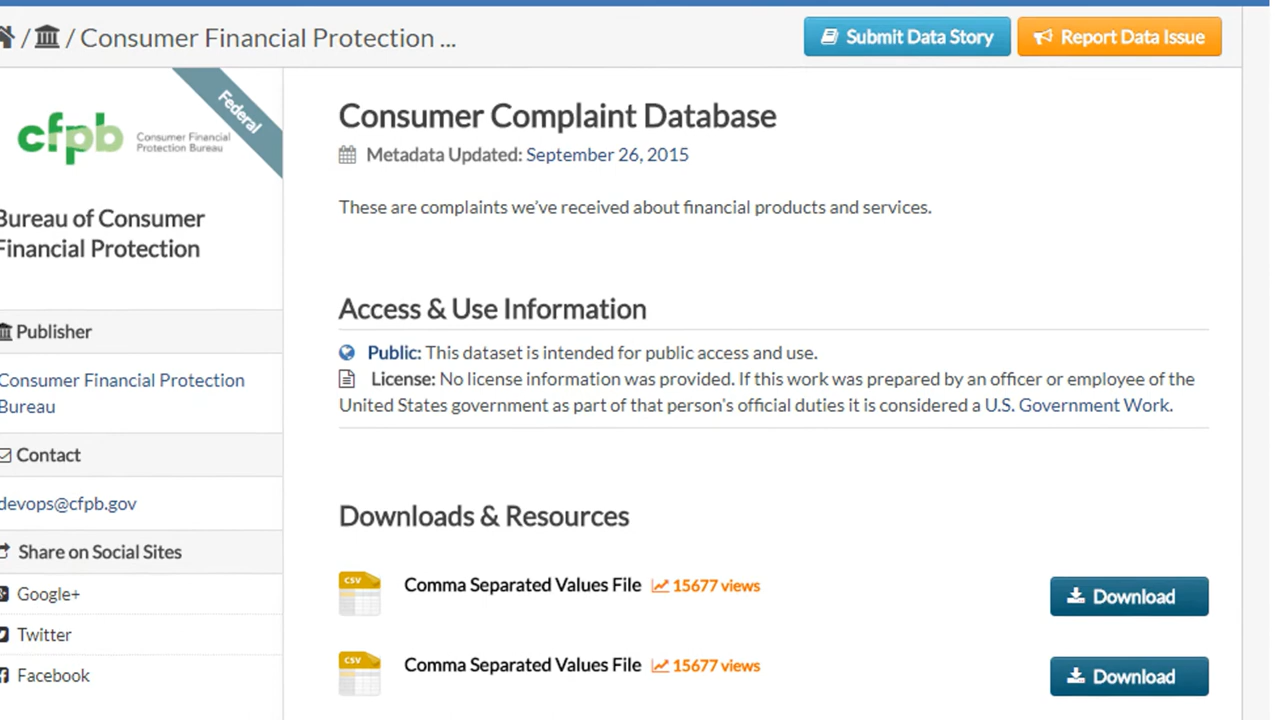 / / Consumer Financial Protection ...
Submit Data Story
Report Data Issue
Federal
cfpb Consumer Financial
Protection Bureau
Bureau of Consumer
Financial Protection
Publisher
Consumer Financial Protection
Bureau
Contact
devops@cfpb.gov
Share on Social Sites
Google+
Twitter
Facebook
Consumer Complaint Database
Metadata Updated: September 26, 2015
These are complaints we've received about financial products and services.
Access & Use Information
Public: This dataset is intended for public access and use.
License: No license information was provided. If this work was prepared by an officer or employee of the
United States government as part of that person's official duties it is considered a U.S. Government Work.
Downloads & Resources
CSV
Comma Separated Values File 15677 views
Download
CSV
Comma Separated Values File 15677 views
Download